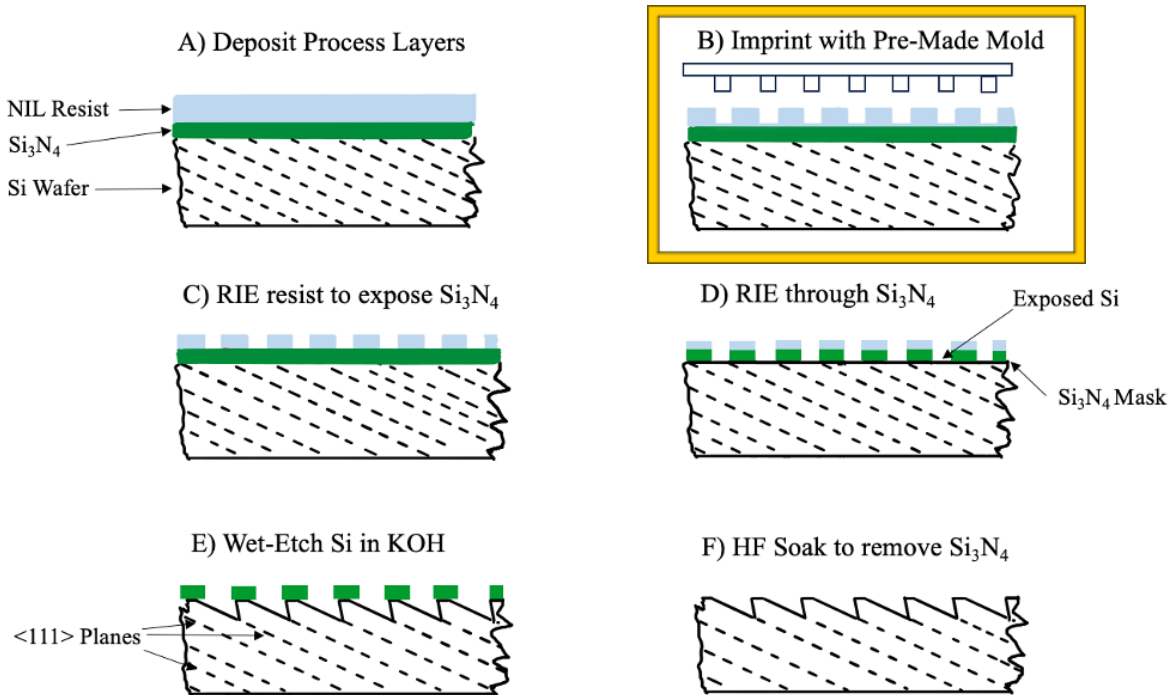 A) Deposit Process Layers
NIL Resist
Si₃N₄
Si Wafer
B) Imprint with Pre-Made Mold
C) RIE resist to expose Si₃N₄
D) RIE through Si₃N₄
Exposed Si
Si₃N₄ Mask
E) Wet-Etch Si in KOH
<111> Planes
F) HF Soak to remove Si₃N₄